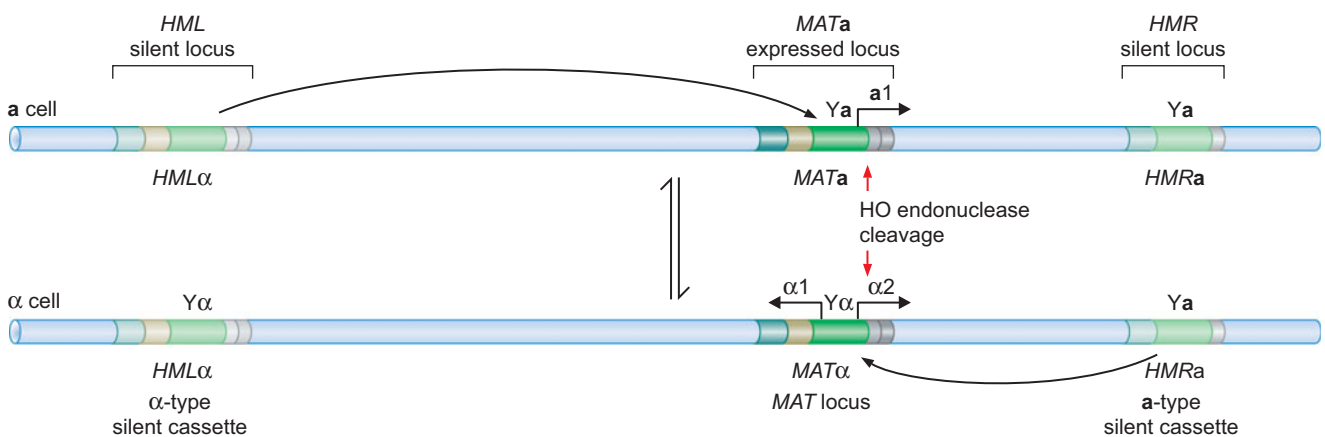 HML
silent locus
MATa
expressed locus
HMR
silent locus
a cell
Ya
a1
Ya
HMLα
MATa
HMRa
HO endonuclease
cleavage
α cell
Yα
α1
Yα
α2
Ya
HMLα
α-type
silent cassette
MATα
MAT locus
HMRa
a-type
silent cassette